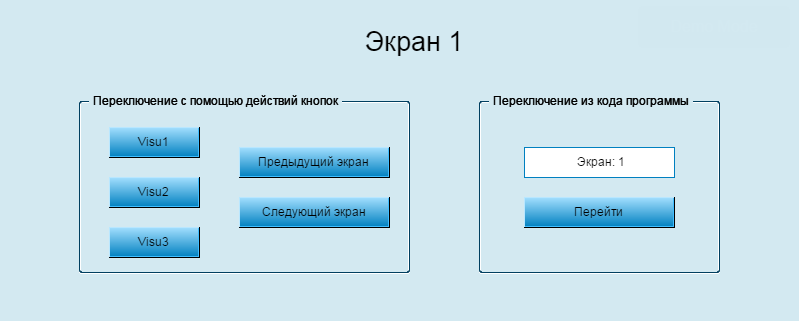 Экран 1
Переключение с помощью действий кнопок
Visu1
Visu2
Visu3
Предыдущий экран
Следующий экран
Переключение из кода программы
Экран: 1
Перейти